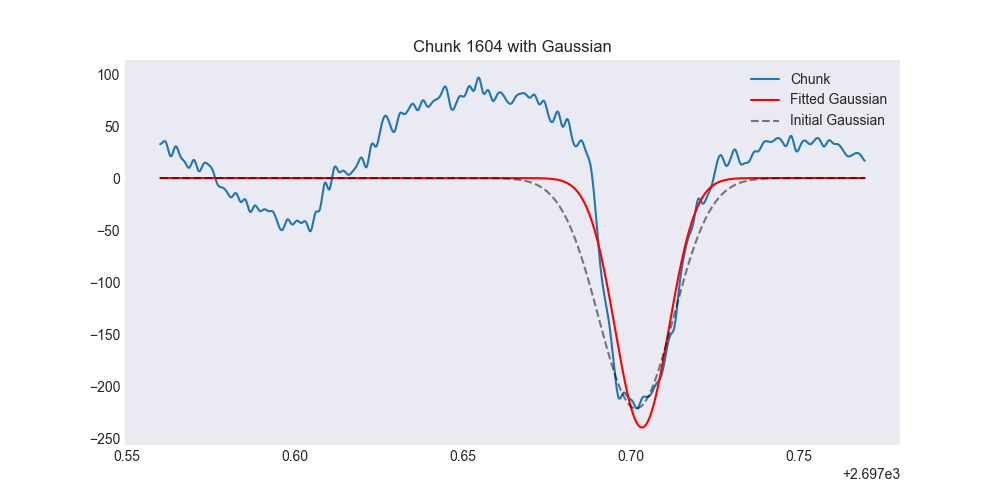 Chunk 1604 with Gaussian
Chunk
Fitted Gaussian
Initial Gaussian
100
50
0
−50
−100
−150
−200
−250
0.55
0.60
0.65
0.70
0.75
+2.697e3